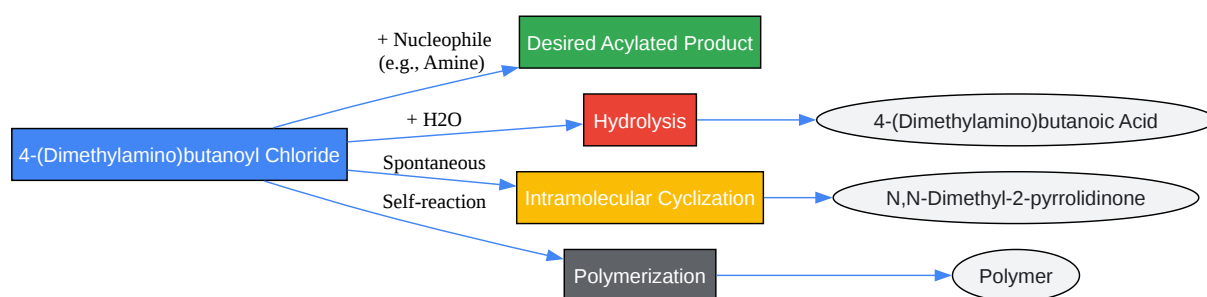 + Nucleophile
(e.g., Amine)
Desired Acylated Product
4-(Dimethylamino)butanoyl Chloride
+ H2O
Hydrolysis
4-(Dimethylamino)butanoic Acid
Spontaneous
Intramolecular Cyclization
N,N-Dimethyl-2-pyrrolidinone
Self-reaction
Polymerization
Polymer